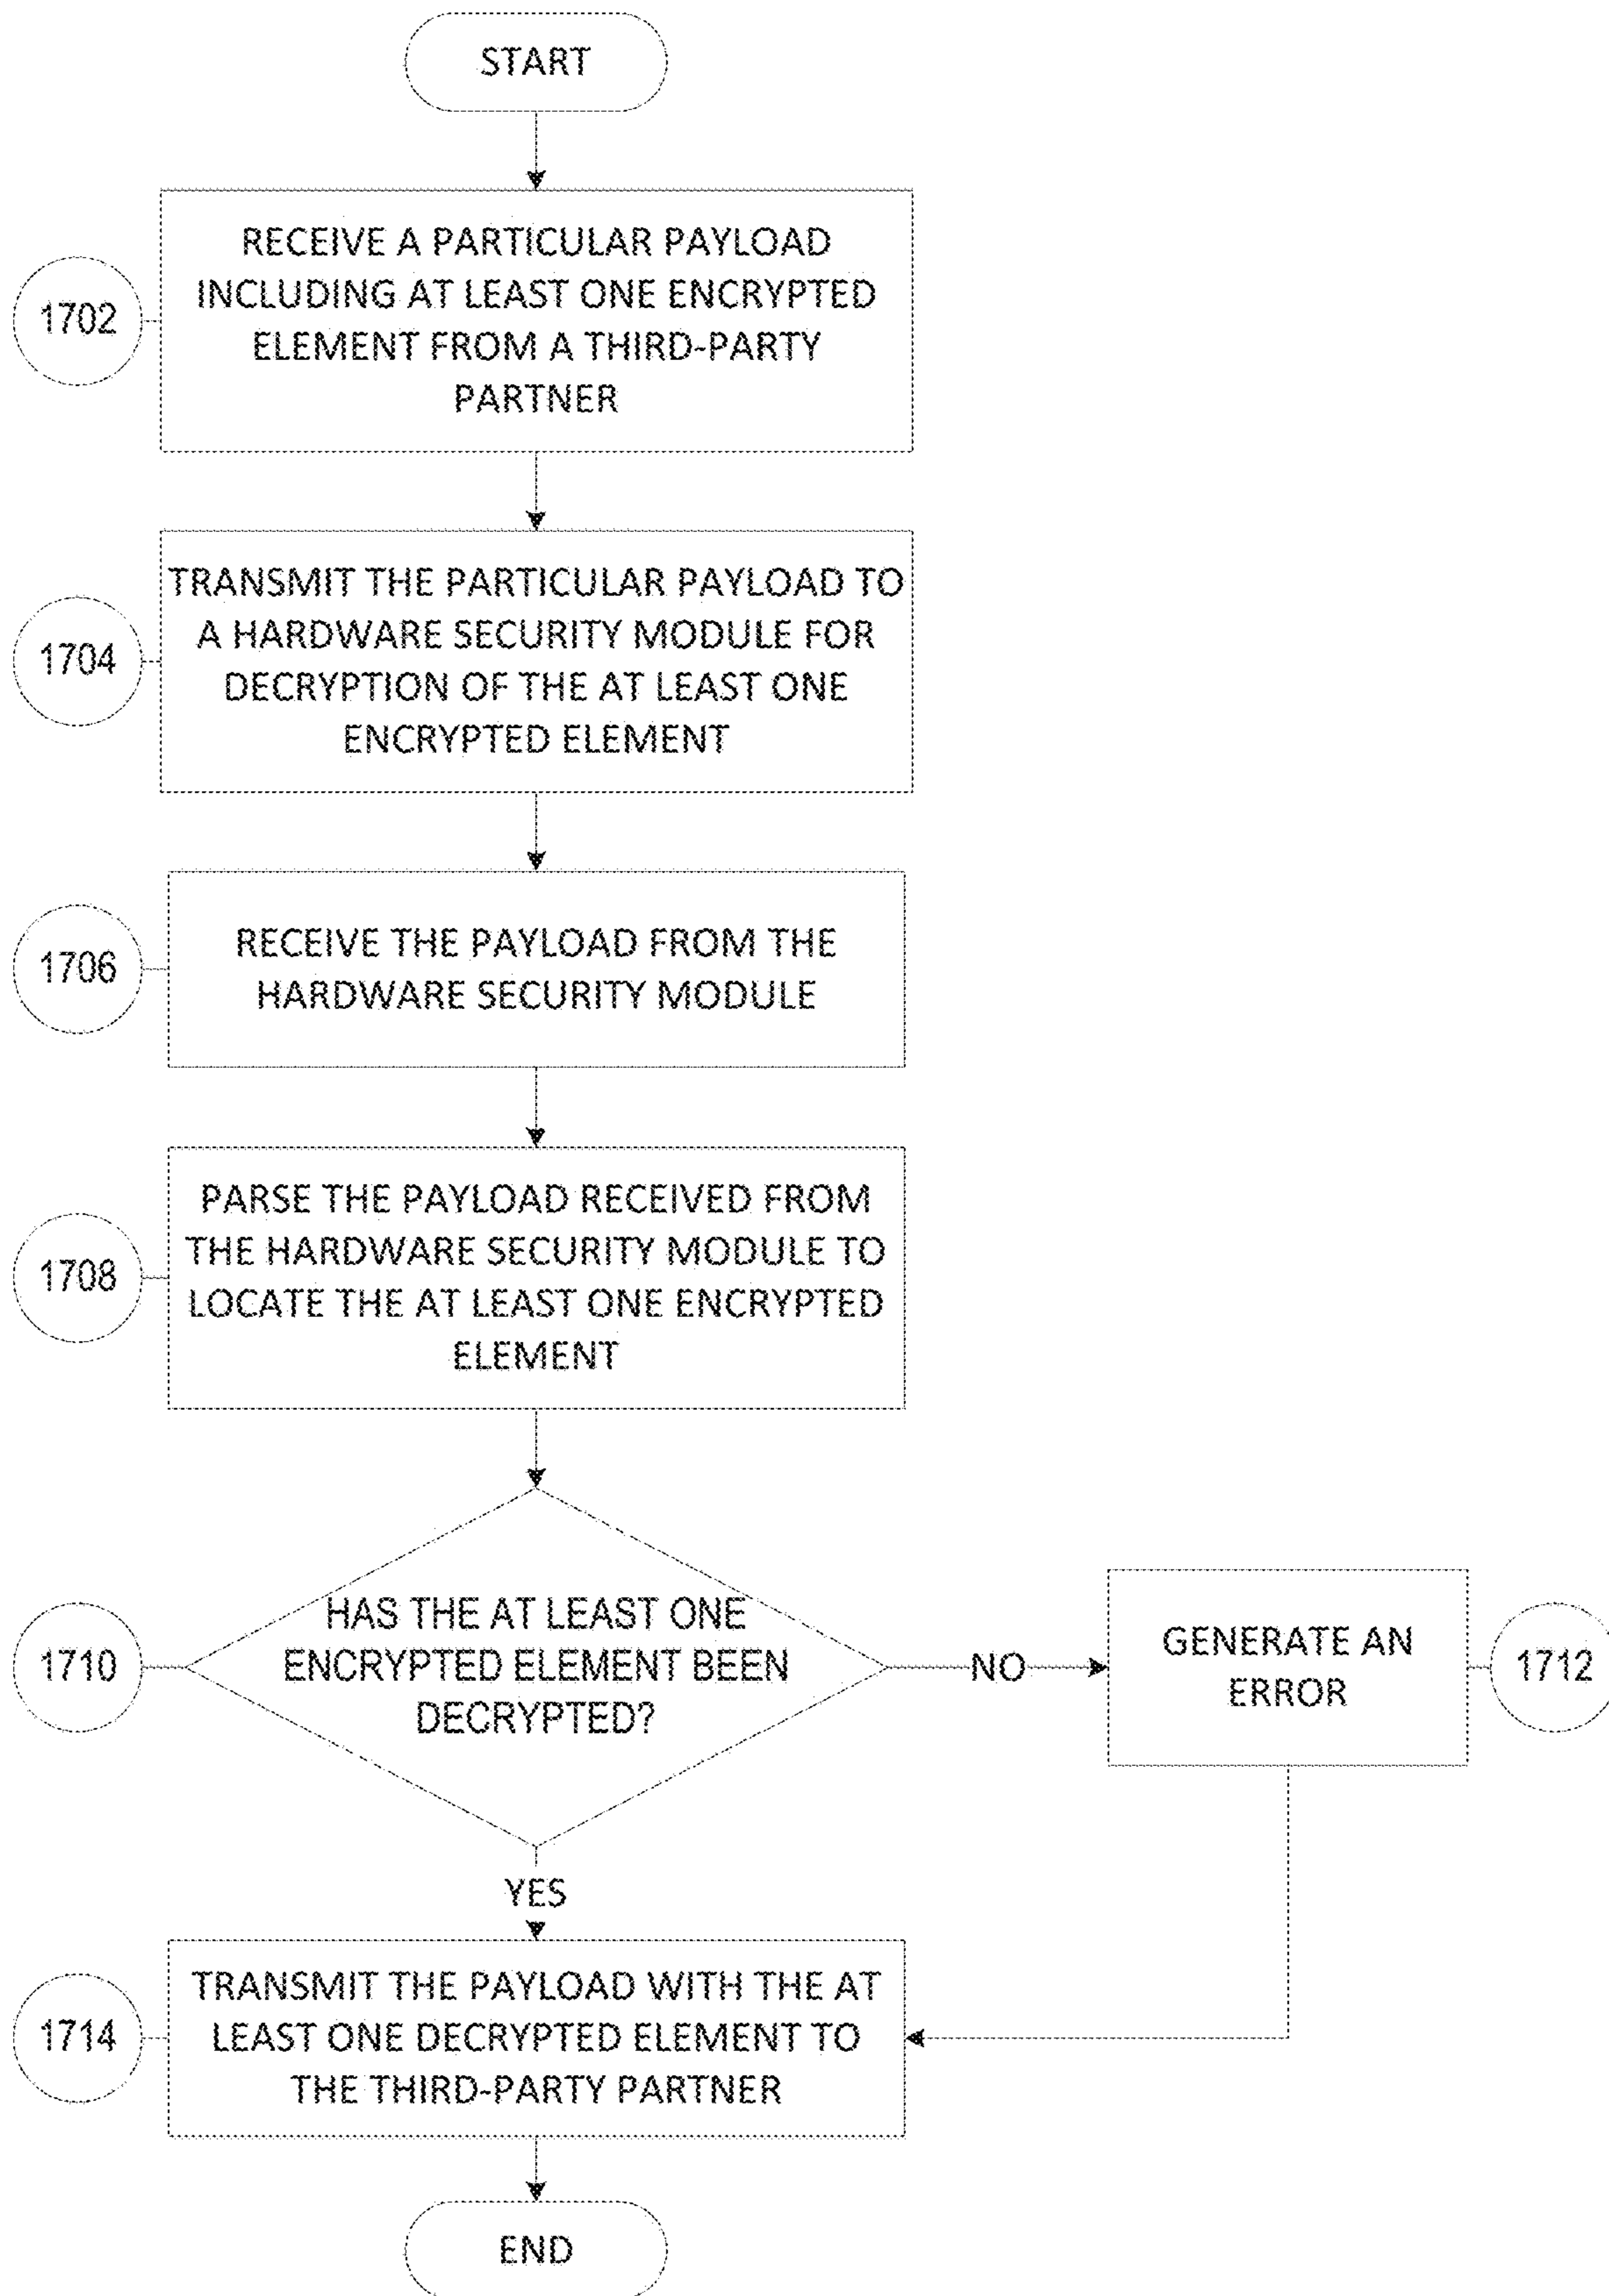 START
1702
RECEIVE A PARTICULAR PAYLOAD
INCLUDING AT LEAST ONE ENCRYPTED
ELEMENT FROM A THIRD-PARTY
PARTNER
1704
TRANSMIT THE PARTICULAR PAYLOAD TO
A HARDWARE SECURITY MODULE FOR
DECRYPTION OF THE AT LEAST ONE
ENCRYPTED ELEMENT
1706
RECEIVE THE PAYLOAD FROM THE
HARDWARE SECURITY MODULE
1708
PARSE THE PAYLOAD RECEIVED FROM
THE HARDWARE SECURITY MODULE TO
LOCATE THE AT LEAST ONE ENCRYPTED
ELEMENT
1710
HAS THE AT LEAST ONE
ENCRYPTED ELEMENT BEEN
DECRYPTED?
NO
GENERATE AN
ERROR
1712
YES
1714
TRANSMIT THE PAYLOAD WITH THE AT
LEAST ONE DECRYPTED ELEMENT TO
THE THIRD-PARTY PARTNER
END